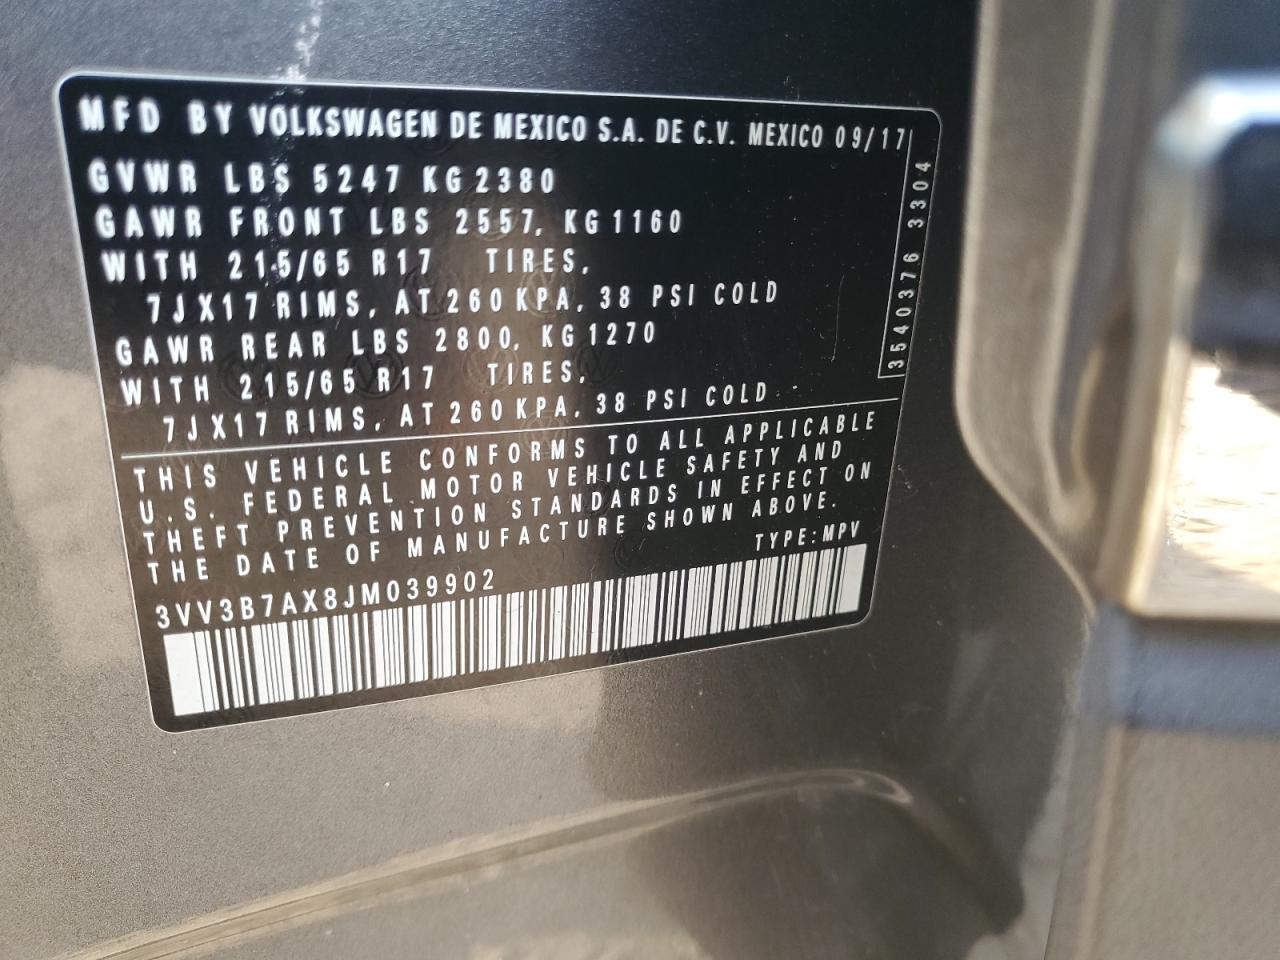 MFD BY VOLKSWAGEN DE MEXICO S.A. DE C.V. MEXICO 09/17
GVWR LBS 5247 KG 2380
GAWR FRONT LBS 2557, KG 1160
WITH 215/65 R17 TIRES,
7JX17 RIMS, AT 260 KPA, 38 PSI COLD
GAWR REAR LBS 2800, KG 1270
WITH 215/65 R17 TIRES,
7JX17 RIMS, AT 260 KPA, 38 PSI COLD
3540376 3304
THIS VEHICLE CONFORMS TO ALL APPLICABLE
U.S. FEDERAL MOTOR VEHICLE SAFETY AND
THEFT PREVENTION STANDARDS IN EFFECT ON
THE DATE OF MANUFACTURE SHOWN ABOVE.
TYPE:MPV
3VV3B7AX8JM039902